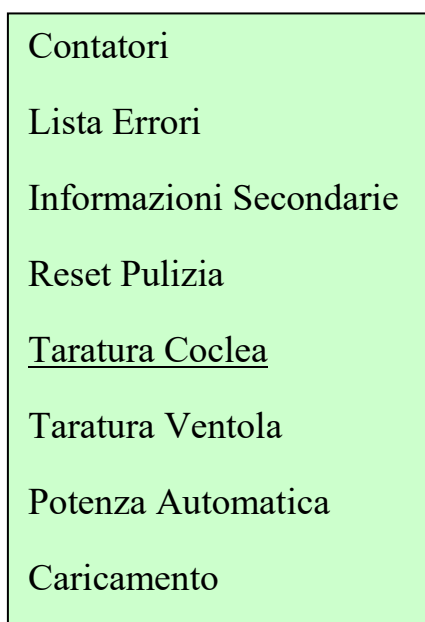 Contatori
Lista Errori
Informazioni Secondarie
Reset Pulizia
Taratura Coclea
Taratura Ventola
Potenza Automatica
Caricamento